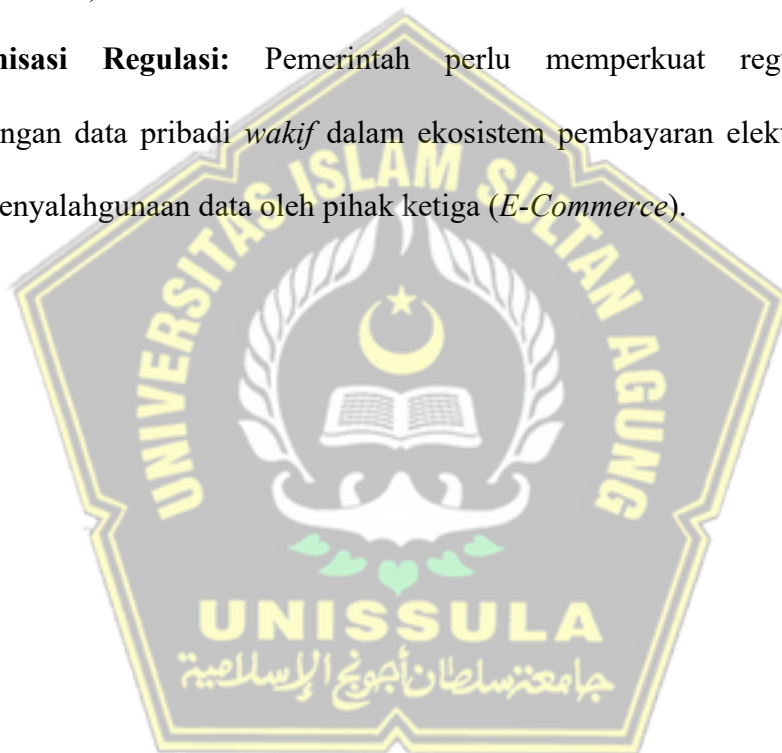 nisasi Regulasi: Pemerintah perlu memperkuat reg
ngan data pribadi wakif dalam ekosistem pembayaran elek
enyalahgunaan data oleh pihak ketiga (E-Commerce).
UNIVERSITAS ISLAM SULTAN AGUNG
UNISSULA
جامعة سلطان أجونج الإسلامية